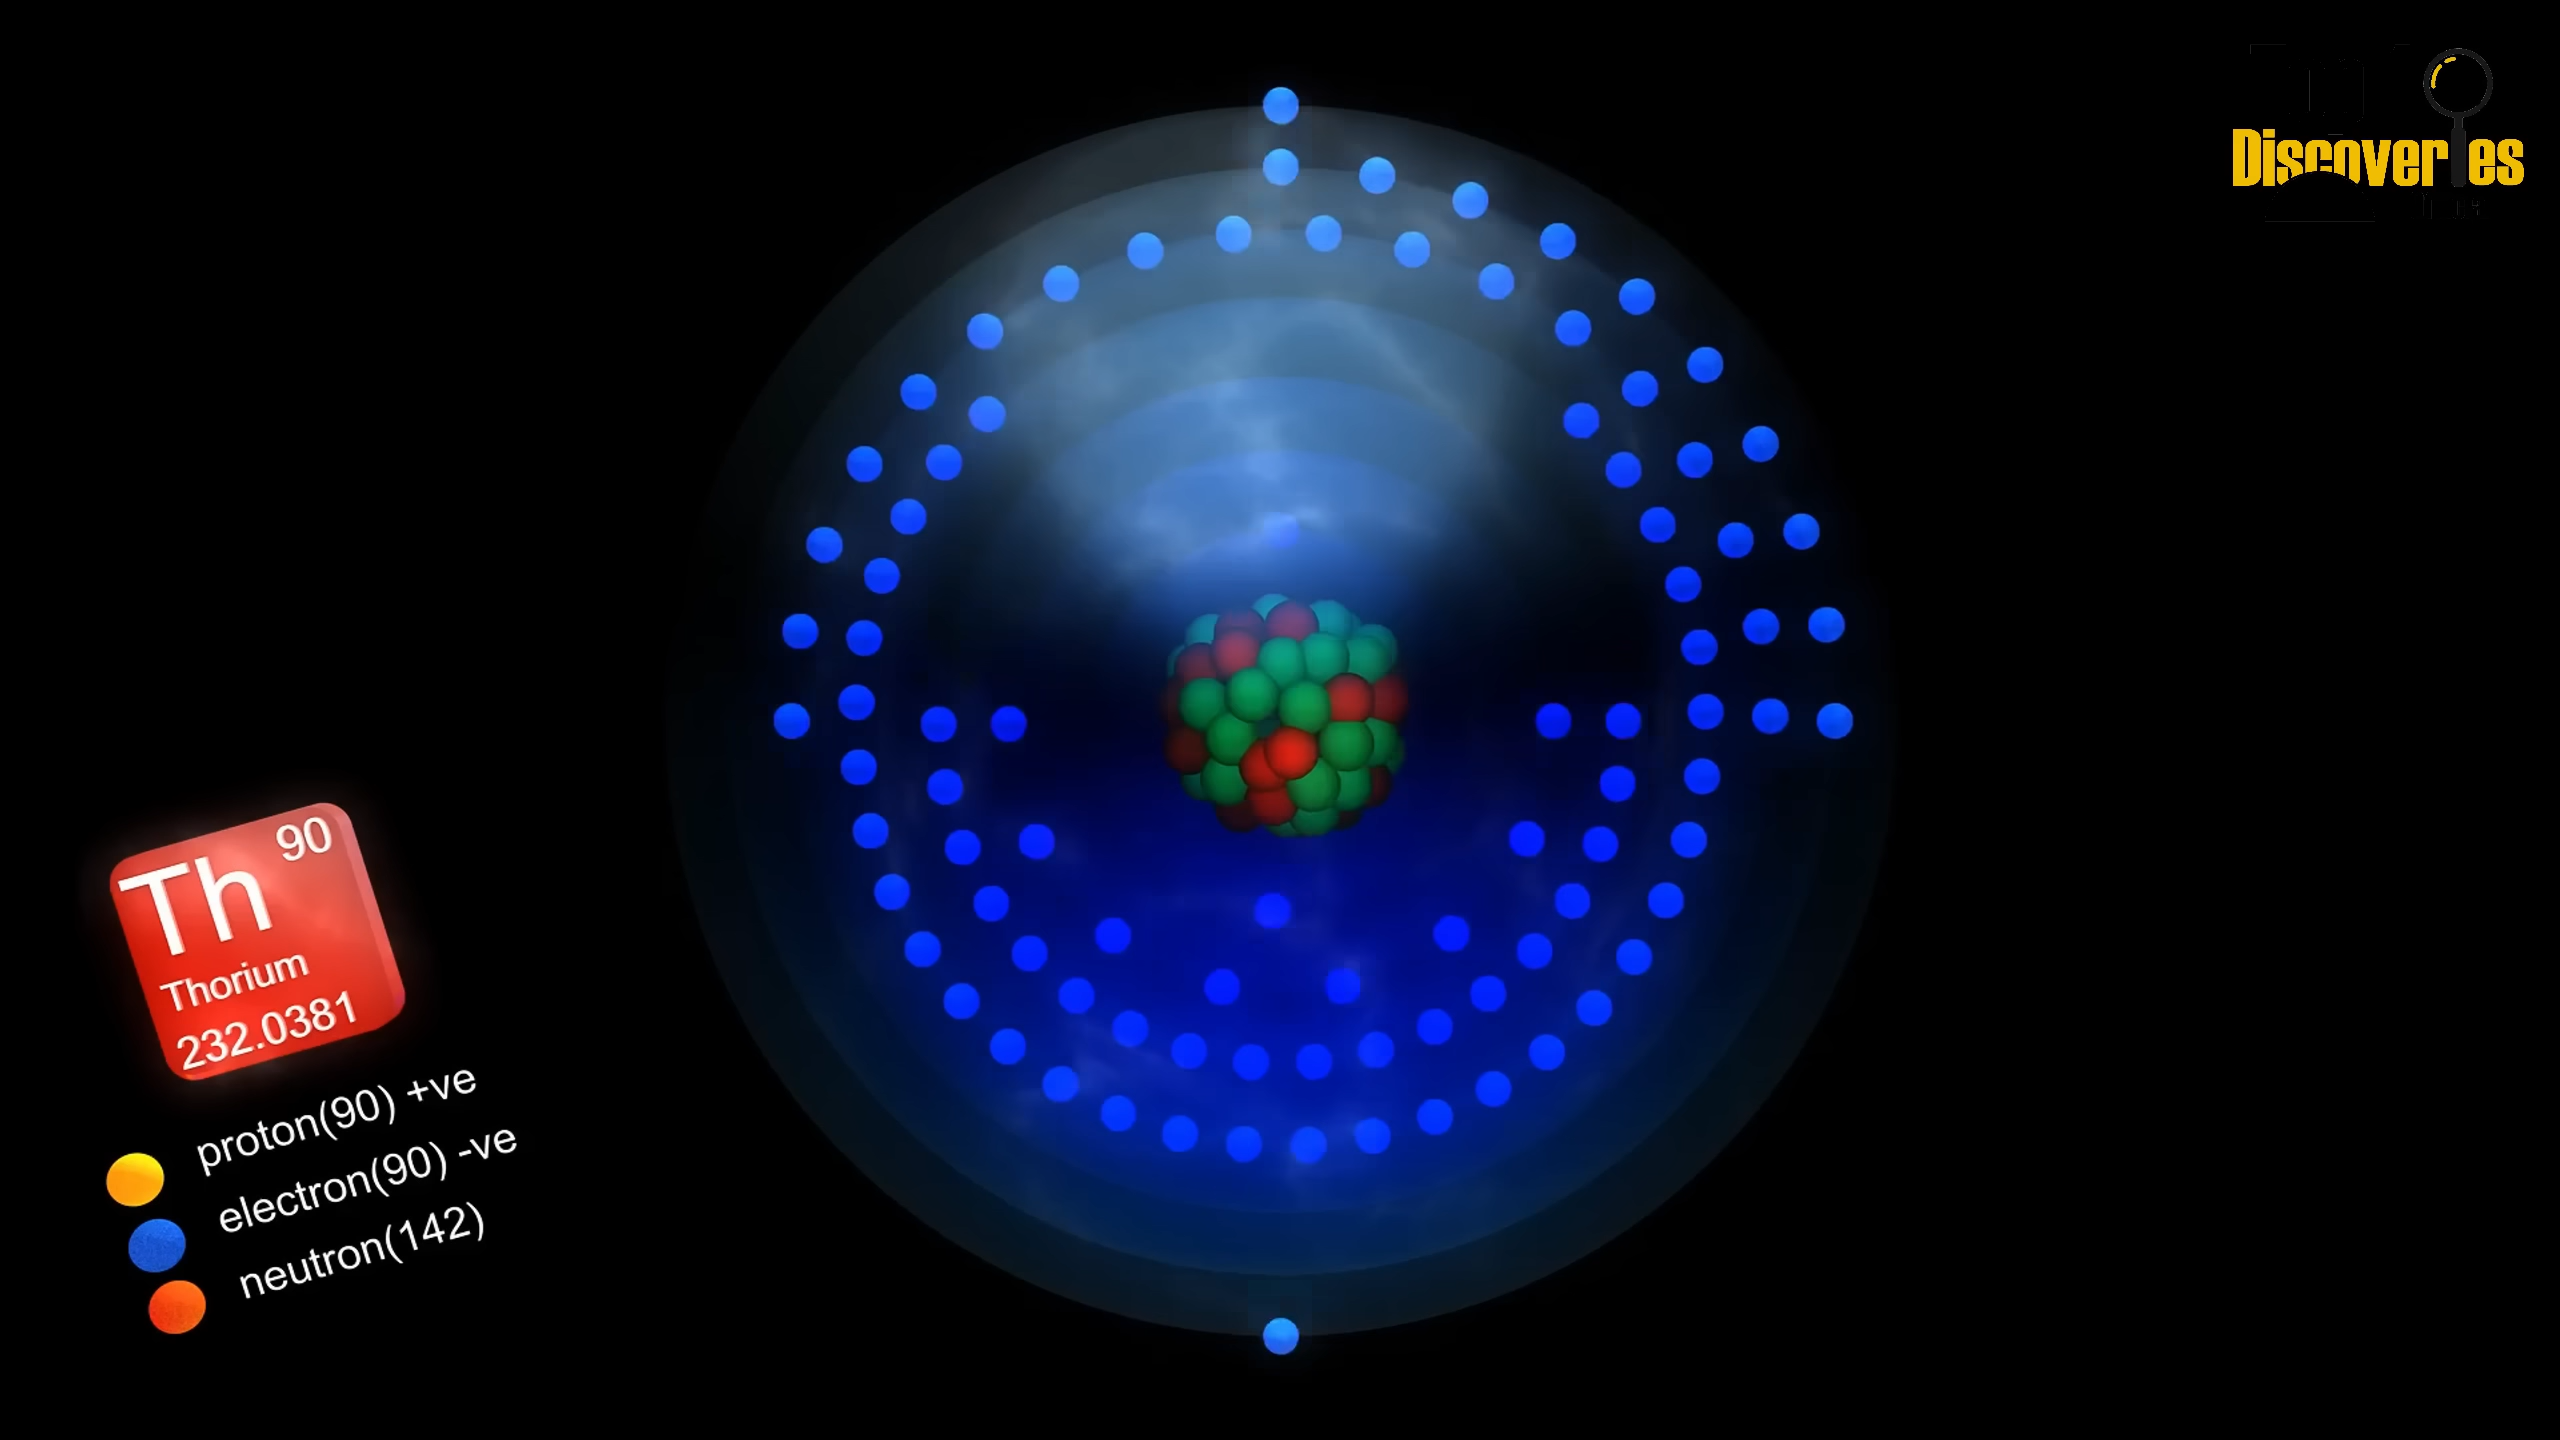 Discoveries
90
Th
Thorium
232.0381
proton(90) +ve
electron(90) -ve
neutron(142)